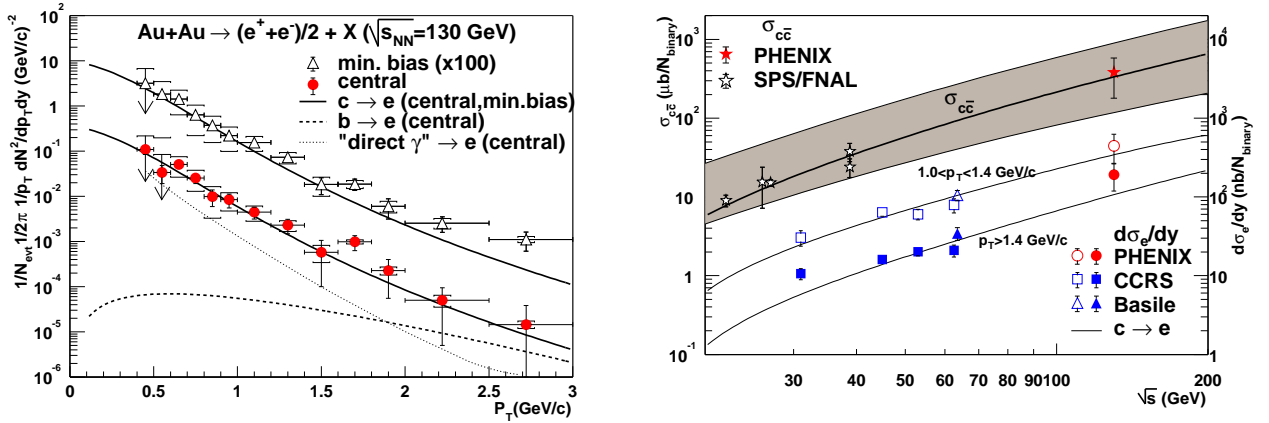 Au+Au → (e⁺+e⁻)/2 + X (√s_NN=130 GeV)
min. bias (x100)
central
c → e (central,min.bias)
b → e (central)
"direct γ" → e (central)
1/N_evt 1/2π 1/p_T dN²/dp_Tdy (GeV/c)⁻²
10²
10
1
10⁻¹
10⁻²
10⁻³
10⁻⁴
10⁻⁵
10⁻⁶
0 0.5 1 1.5 2 2.5 3
P_T(GeV/c)
σ_cc̄
PHENIX
SPS/FNAL
σ_cc̄
1.0<p_T<1.4 GeV/c
p_T>1.4 GeV/c
dσ_e/dy
PHENIX
CCRS
Basile
c → e
σ_cc̄ (μb/N_binary)
10³
10²
10
1
10⁻¹
dσ_e/dy (nb/N_binary)
10⁴
10³
10²
10
1
30 40 50 60 70 80 90 100 200
√s (GeV)